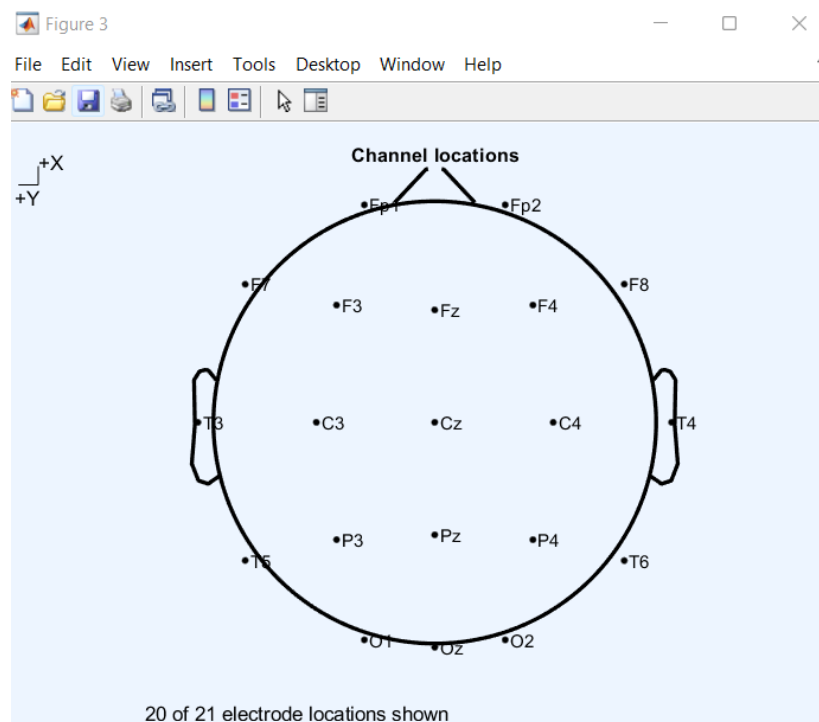 Figure 3
File Edit View Insert Tools Desktop Window Help
Channel locations
+X
+Y
Fp1 Fp2
F7 F8
F3 Fz F4
T3 C3 Cz C4 T4
P3 Pz P4
T5 T6
O1 Oz O2
20 of 21 electrode locations shown